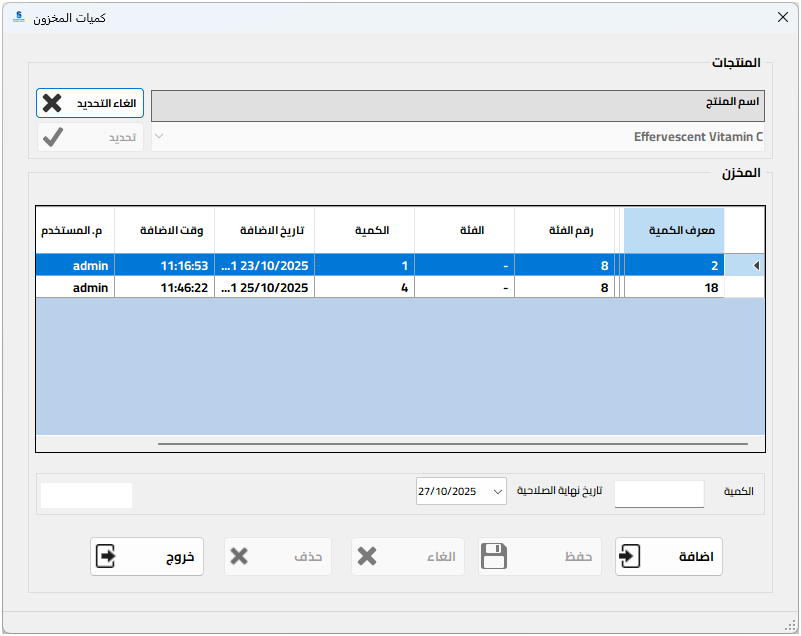 كميات المخزون
المنتجات
اسم المنتج
الغاء التحديد
Effervescent Vitamin C
تحديد
المخزن
معرف الكمية رقم الفئة الفئة الكمية تاريخ الاضافة وقت الاضافة م. المستخدم
2 8 - 1 23/10/2025 1... 11:16:53 admin
18 8 - 4 25/10/2025 1... 11:46:22 admin
الكمية تاريخ نهاية الصلاحية 27/10/2025
اضافة حفظ الغاء حذف خروج